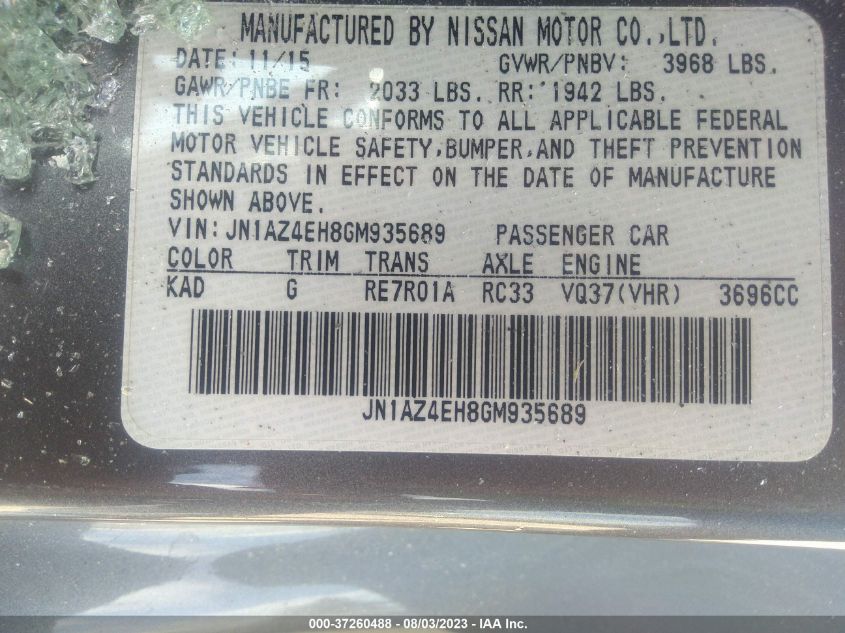 MANUFACTURED BY NISSAN MOTOR CO.,LTD.
DATE: 11/15 GVWR/PNBV: 3968 LBS.
GAWR/PNBE FR: 2033 LBS. RR: 1942 LBS.
THIS VEHICLE CONFORMS TO ALL APPLICABLE FEDERAL
MOTOR VEHICLE SAFETY,BUMPER,AND THEFT PREVENTION
STANDARDS IN EFFECT ON THE DATE OF MANUFACTURE
SHOWN ABOVE.
VIN:JN1AZ4EH8GM935689 PASSENGER CAR
COLOR TRIM TRANS AXLE ENGINE
KAD G RE7R01A RC33 VQ37(VHR) 3696CC
JN1AZ4EH8GM935689
000-37260488 - 08/03/2023 - IAA Inc.